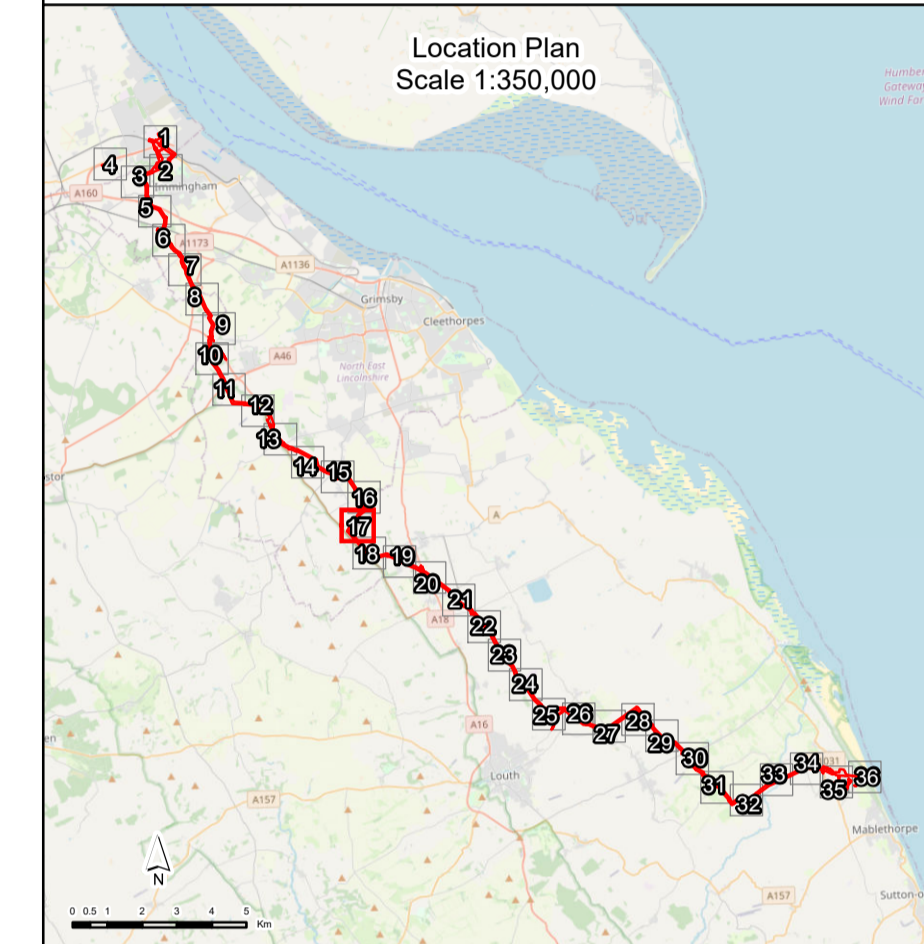 Location Plan
Scale 1:350,000
Humber
Gateway
Wind Far
1
4
2
3
Immingham
A160
5
6
A1173
7
A1136
8
Grimsby
9
Cleethorpes
10
A46
North East
Lincolnshire
11
12
13
14
15
stor
16
A
17
18
19
20
21
A18
22
23
24
25
26
28
A16
27
29
en
30
34
031
Louth
33
36
31
35
A157
32
Mablethorpe
N
A157
Sutton-o
0 0.5 1 2 3 4 5
Km